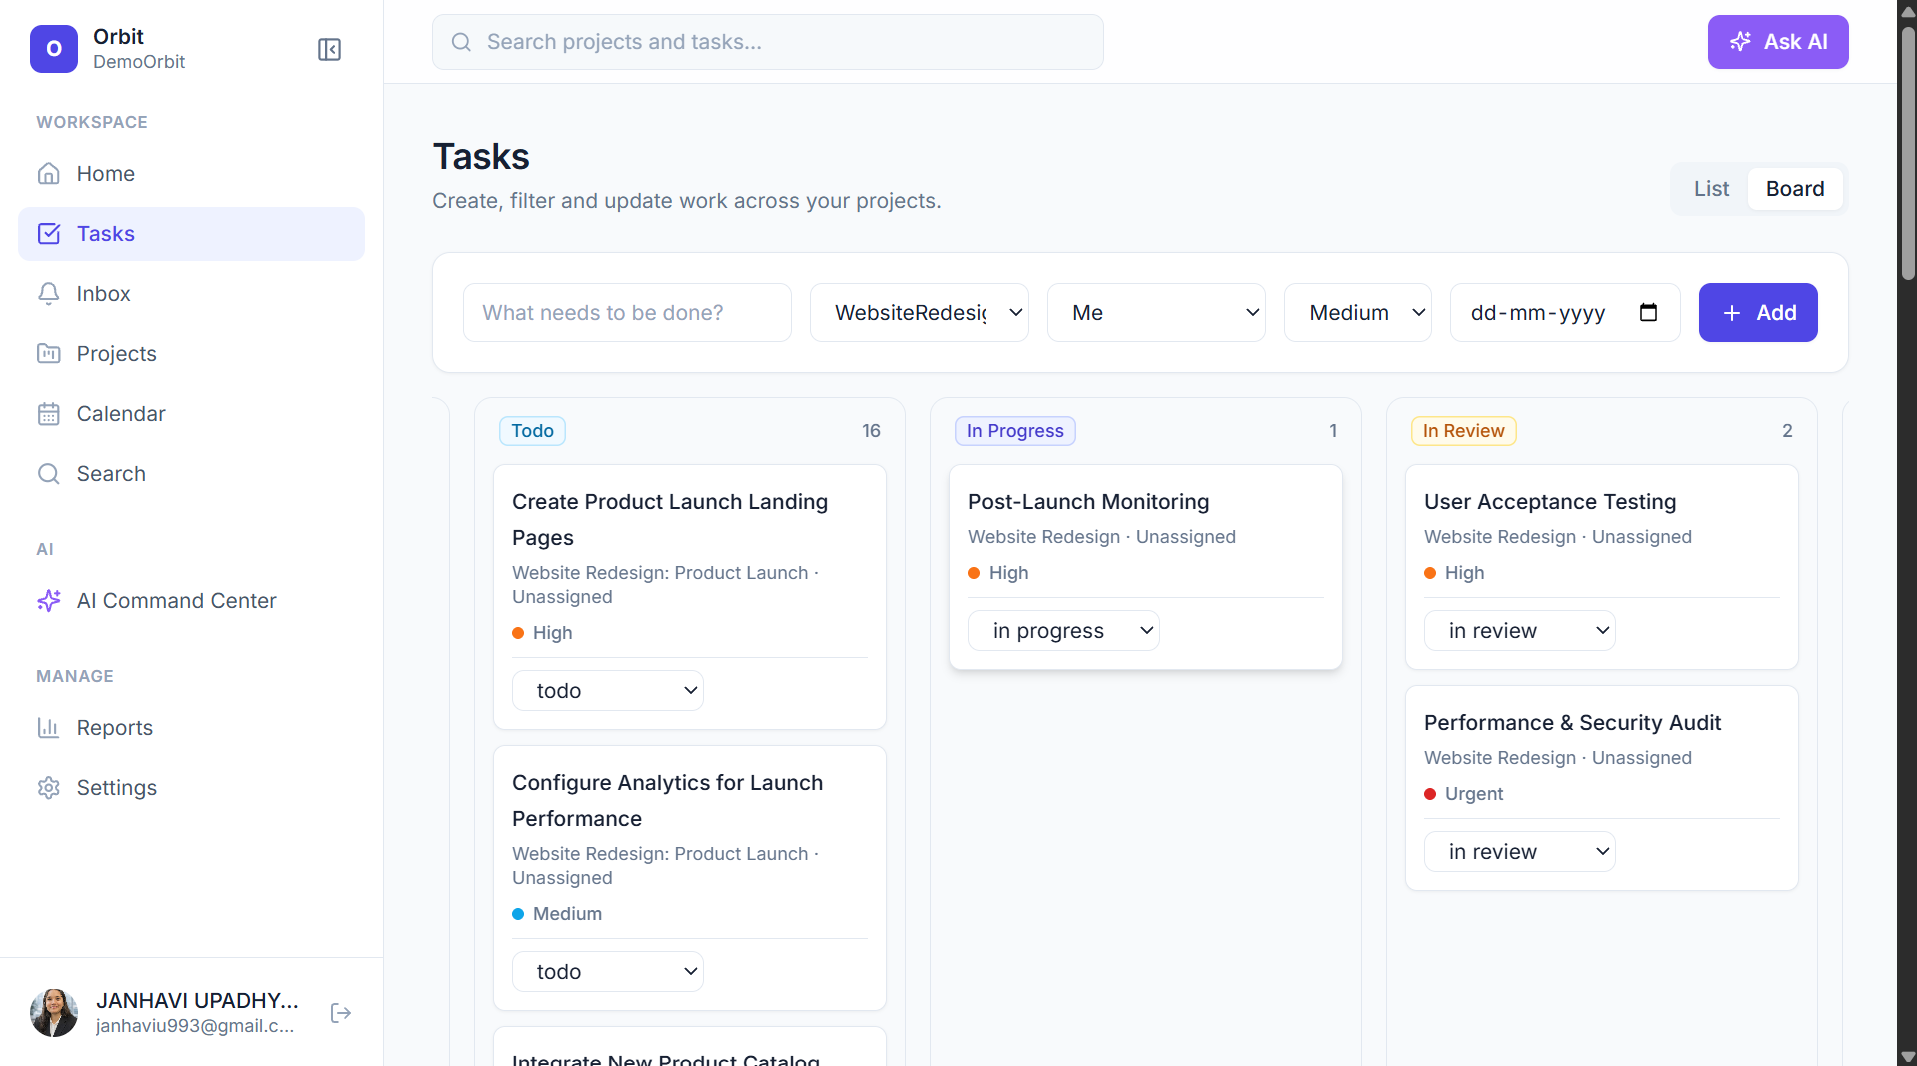 O
Orbit
DemoOrbit
WORKSPACE
Home
Tasks
Inbox
Projects
Calendar
Search
AI
AI Command Center
MANAGE
Reports
Settings
JANHAVI UPADHY...
janhaviu993@gmail.c...
Search projects and tasks...
Ask AI
Tasks
Create, filter and update work across your projects.
List
Board
What needs to be done?
WebsiteRedesig
Me
Medium
dd-mm-yyyy
Add
Todo
16
Create Product Launch Landing
Pages
Website Redesign: Product Launch ·
Unassigned
High
todo
Configure Analytics for Launch
Performance
Website Redesign: Product Launch ·
Unassigned
Medium
todo
Integrate New Product Catalog
In Progress
1
Post-Launch Monitoring
Website Redesign · Unassigned
High
in progress
In Review
2
User Acceptance Testing
Website Redesign · Unassigned
High
in review
Performance & Security Audit
Website Redesign · Unassigned
Urgent
in review